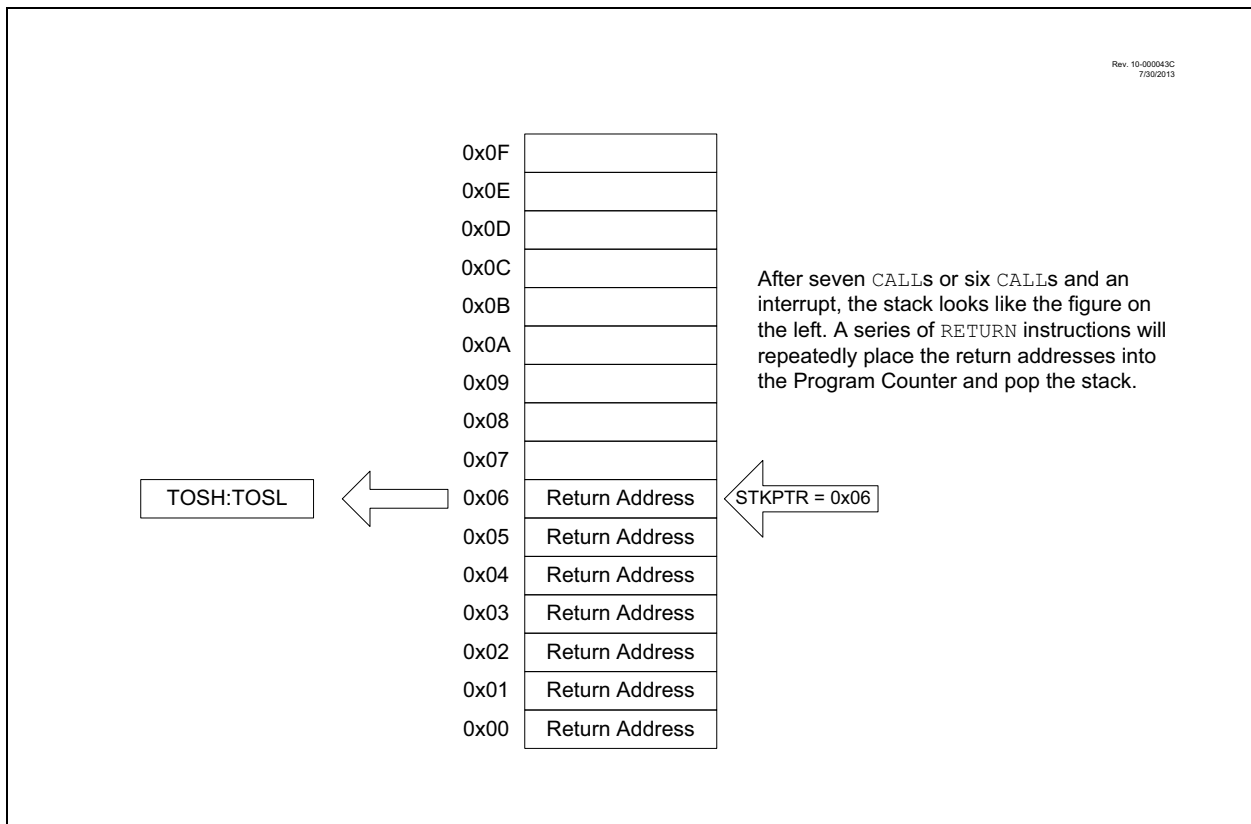 Rev. 10-000043C
7/30/2013
0x0F
0x0E
0x0D
0x0C
0x0B
0x0A
0x09
0x08
0x07
After seven CALLs or six CALLs and an
interrupt, the stack looks like the figure on
the left. A series of RETURN instructions will
repeatedly place the return addresses into
the Program Counter and pop the stack.
TOSH:TOSL
0x06 Return Address
STKPTR = 0x06
0x05 Return Address
0x04 Return Address
0x03 Return Address
0x02 Return Address
0x01 Return Address
0x00 Return Address